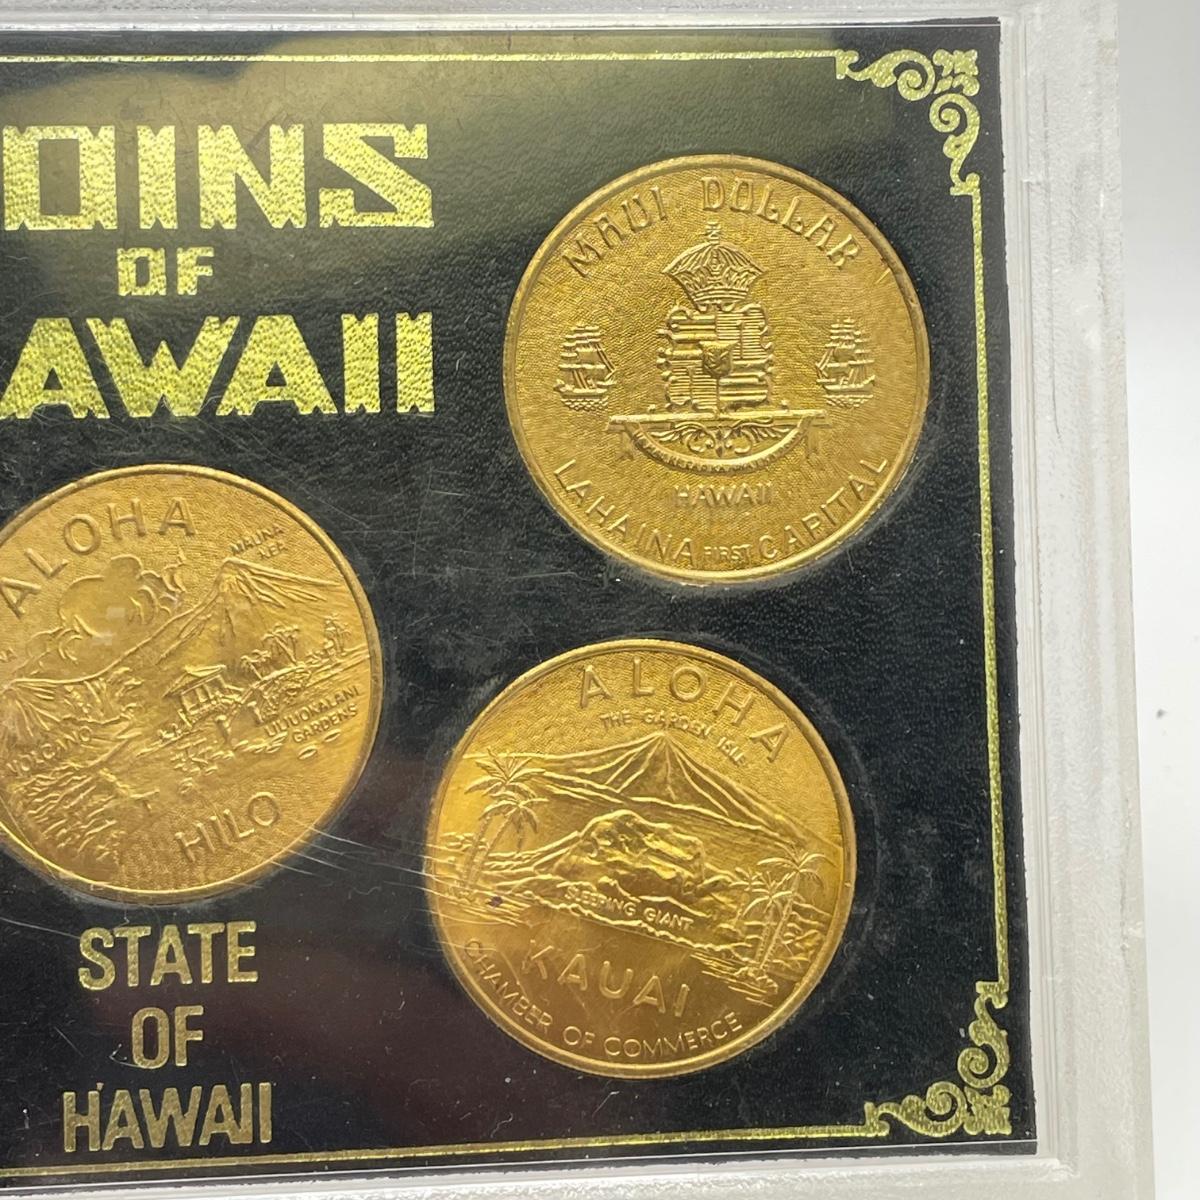 OINS
OF
AWAII
MAUI DOLLAR
HAWAII
LAHAINA FIRST CAPITAL
ALOHA
MAUNA
KEA
VOLCANO
LILIUOKALANI
GARDENS
HILO
ALOHA
THE GARDEN ISLE
SLEEPING GIANT
KAUAI
CHAMBER OF COMMERCE
STATE
OF
HAWAII